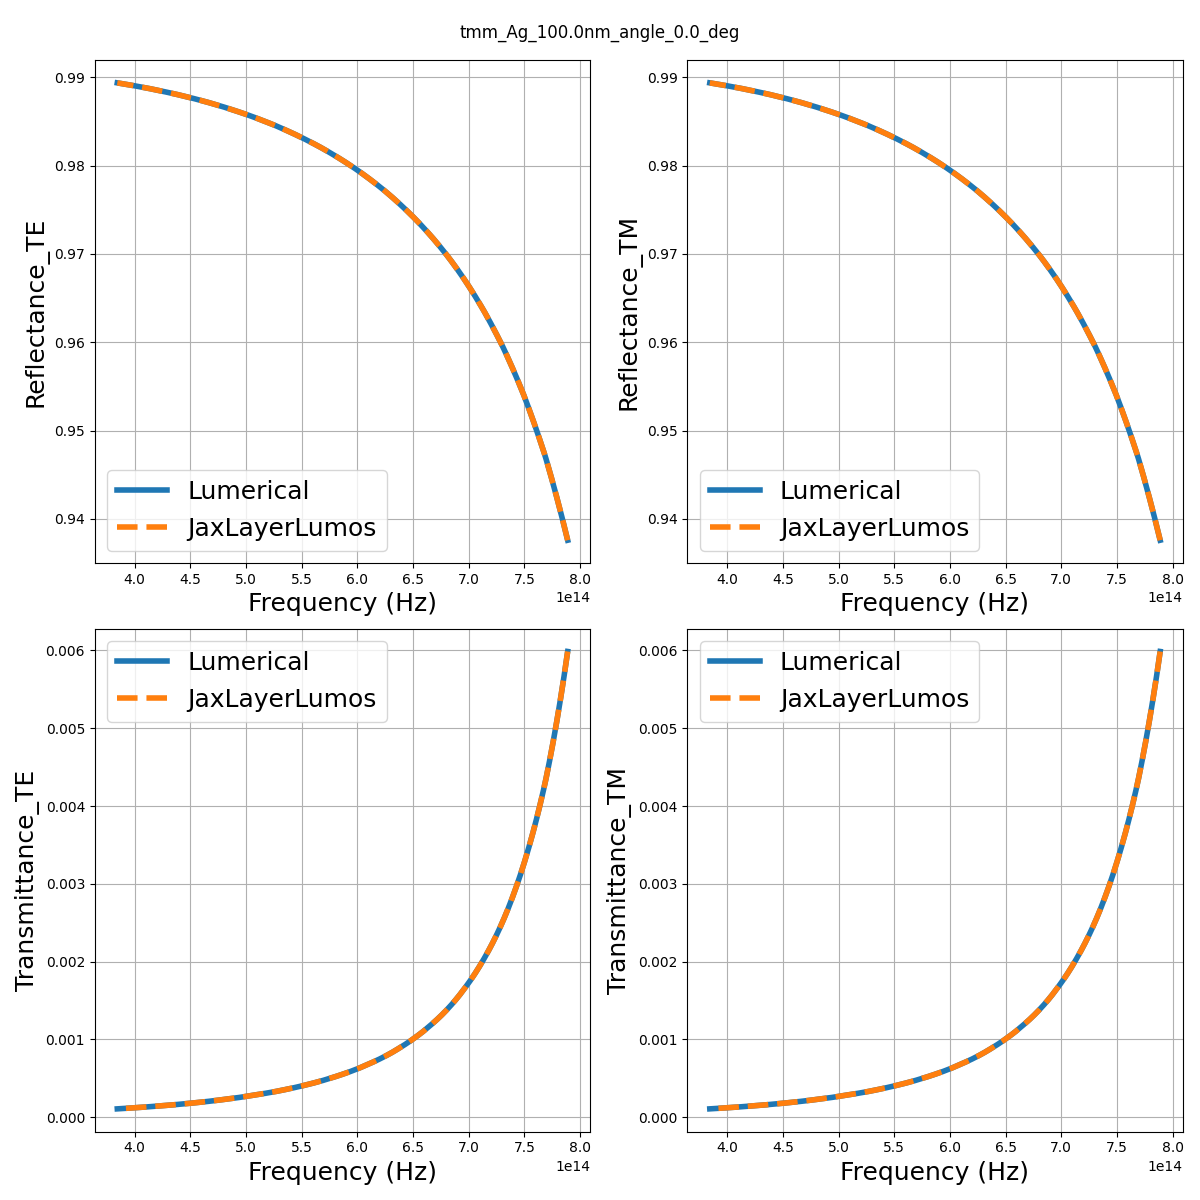 tmm_Ag_100.0nm_angle_0.0_deg
Reflectance_TE
0.99
0.98
0.97
0.96
0.95
0.94
Lumerical
JaxLayerLumos
4.0 4.5 5.0 5.5 6.0 6.5 7.0 7.5 8.0
1e14
Frequency (Hz)
Reflectance_TM
0.99
0.98
0.97
0.96
0.95
0.94
Lumerical
JaxLayerLumos
4.0 4.5 5.0 5.5 6.0 6.5 7.0 7.5 8.0
1e14
Frequency (Hz)
Transmittance_TE
0.006
0.005
0.004
0.003
0.002
0.001
0.000
Lumerical
JaxLayerLumos
4.0 4.5 5.0 5.5 6.0 6.5 7.0 7.5 8.0
1e14
Frequency (Hz)
Transmittance_TM
0.006
0.005
0.004
0.003
0.002
0.001
0.000
Lumerical
JaxLayerLumos
4.0 4.5 5.0 5.5 6.0 6.5 7.0 7.5 8.0
1e14
Frequency (Hz)